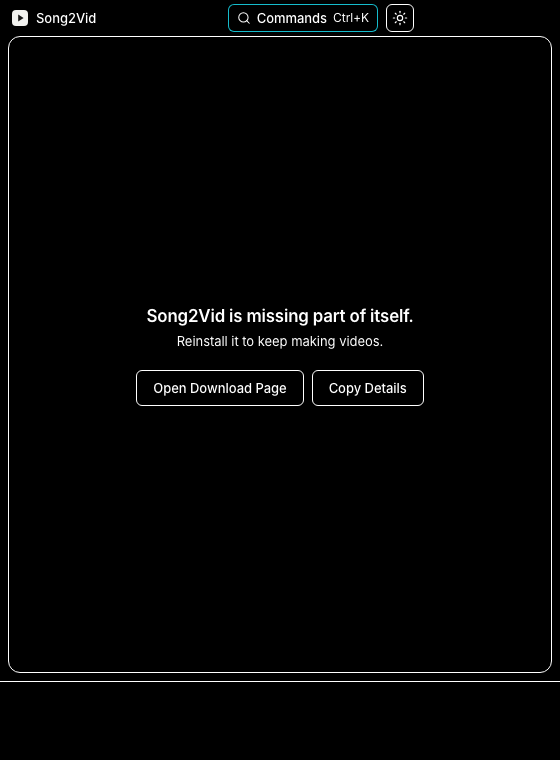 Song2Vid
Commands Ctrl+K
Song2Vid is missing part of itself.
Reinstall it to keep making videos.
Open Download Page
Copy Details